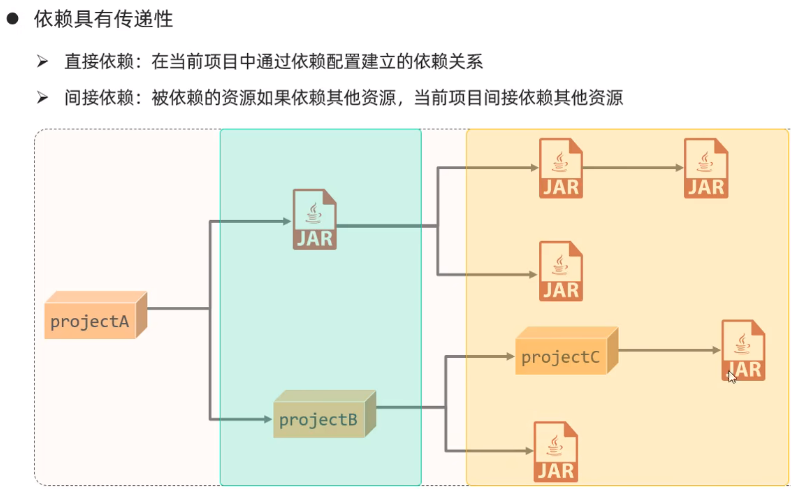 依赖具有传递性
直接依赖：在当前项目中通过依赖配置建立的依赖关系
间接依赖：被依赖的资源如果依赖其他资源，当前项目间接依赖其他资源
JAR
JAR
JAR
JAR
projectA
projectC
JAR
projectB
JAR